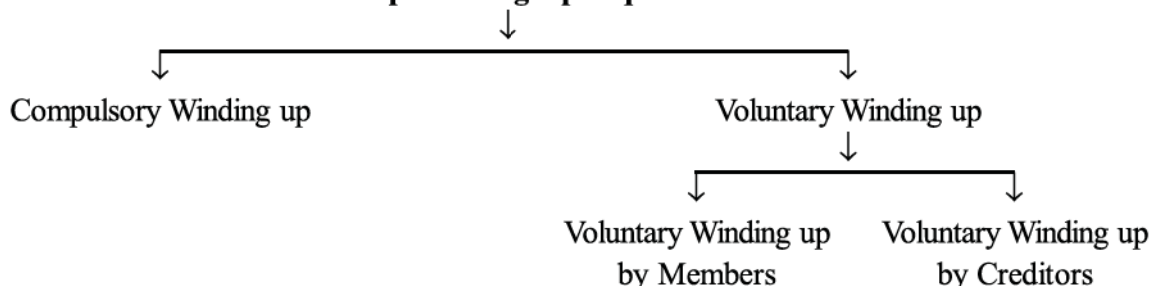 Compulsory Winding up Voluntary Winding up
Voluntary Winding up Voluntary Winding up
by Members by Creditors